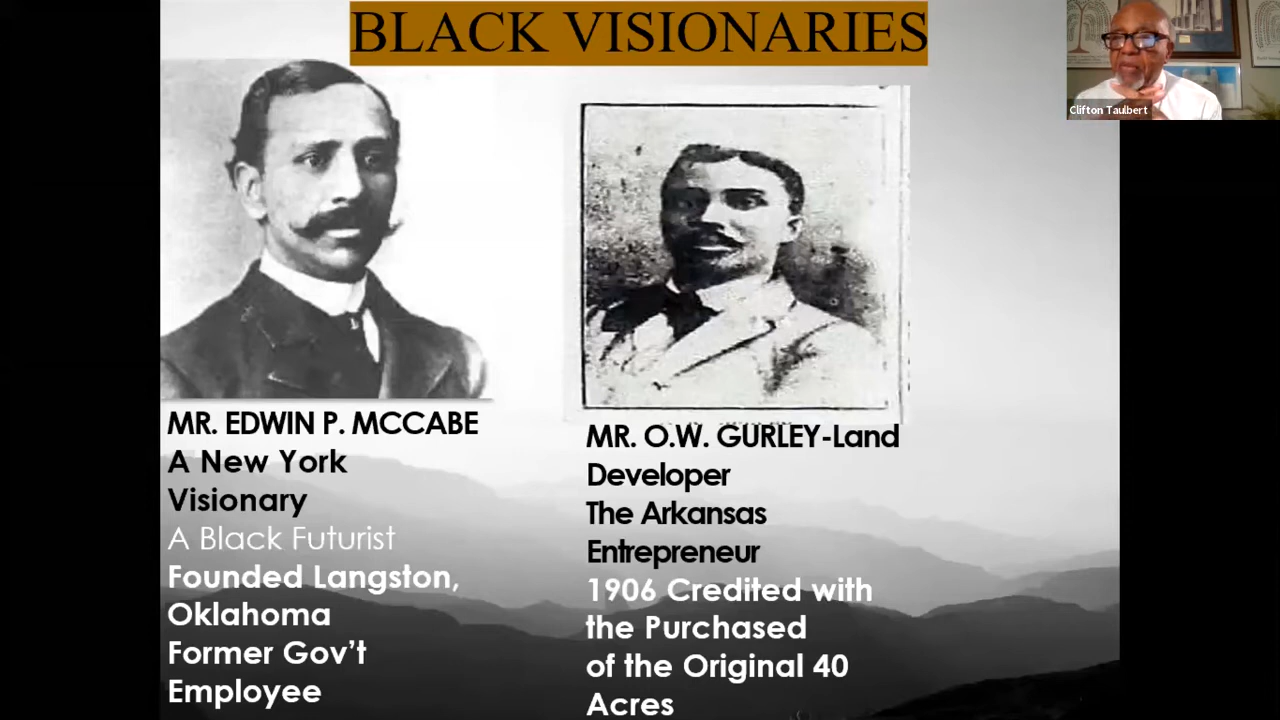 BLACK VISIONARIES
Clifton Taulbert
MR. EDWIN P. MCCABE
A New York
Visionary
A Black Futurist
Founded Langston,
Oklahoma
Former Gov't
Employee
MR. O.W. GURLEY-Land
Developer
The Arkansas
Entrepreneur
1906 Credited with
the Purchased
of the Original 40
Acres